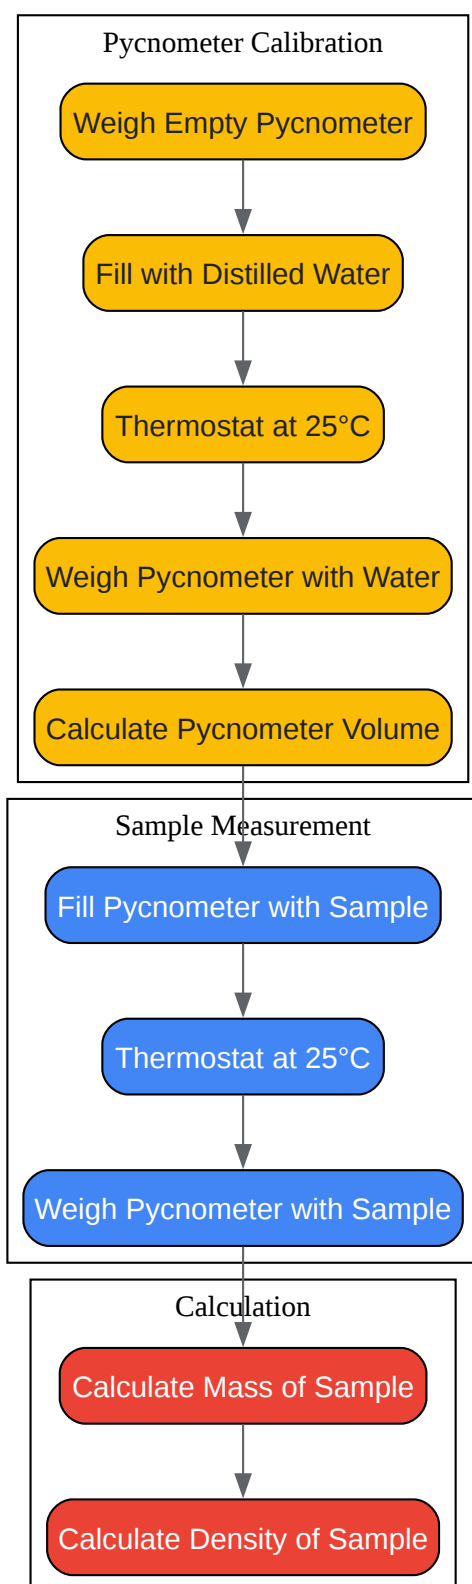 Pycnometer Calibration
Weigh Empty Pycnometer
Fill with Distilled Water
Thermostat at 25°C
Weigh Pycnometer with Water
Calculate Pycnometer Volume
Sample Measurement
Fill Pycnometer with Sample
Thermostat at 25°C
Weigh Pycnometer with Sample
Calculation
Calculate Mass of Sample
Calculate Density of Sample